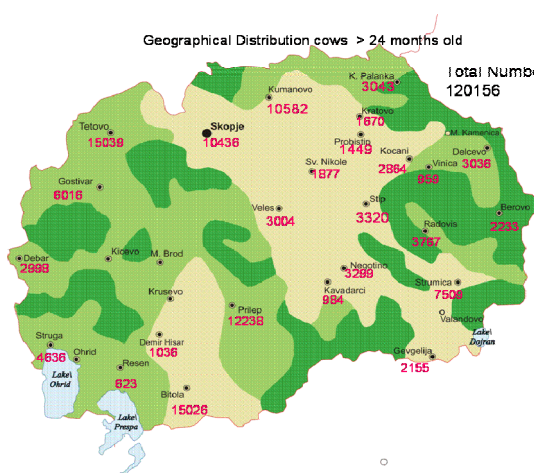 Geographical Distribution cows > 24 months old
Total Numbe
120156
K. Palanka
3043
Kumanovo
10582
Kratovo
1670
Tetovo
15039
Skopje
10436
Probistip
1449
M. Kamenica
Kocani
2864
Delcevo
3036
Sv. Nikole
1877
Vinica
959
Gostivar
6016
Veles
3004
Stip
3320
Berovo
2233
Radovis
3767
Debar
2998
Kicevo
M. Brod
Negotino
3299
Kavadarci
984
Strumica
7506
Krusevo
Prilep
12238
Valandovo
Struga
4636
Ohrid
Demir Hisar
1036
Lake\
Dojran
Gevgelija
2155
Resen
623
Lake\
Ohrid
Bitola
15026
Lake\
Prespa